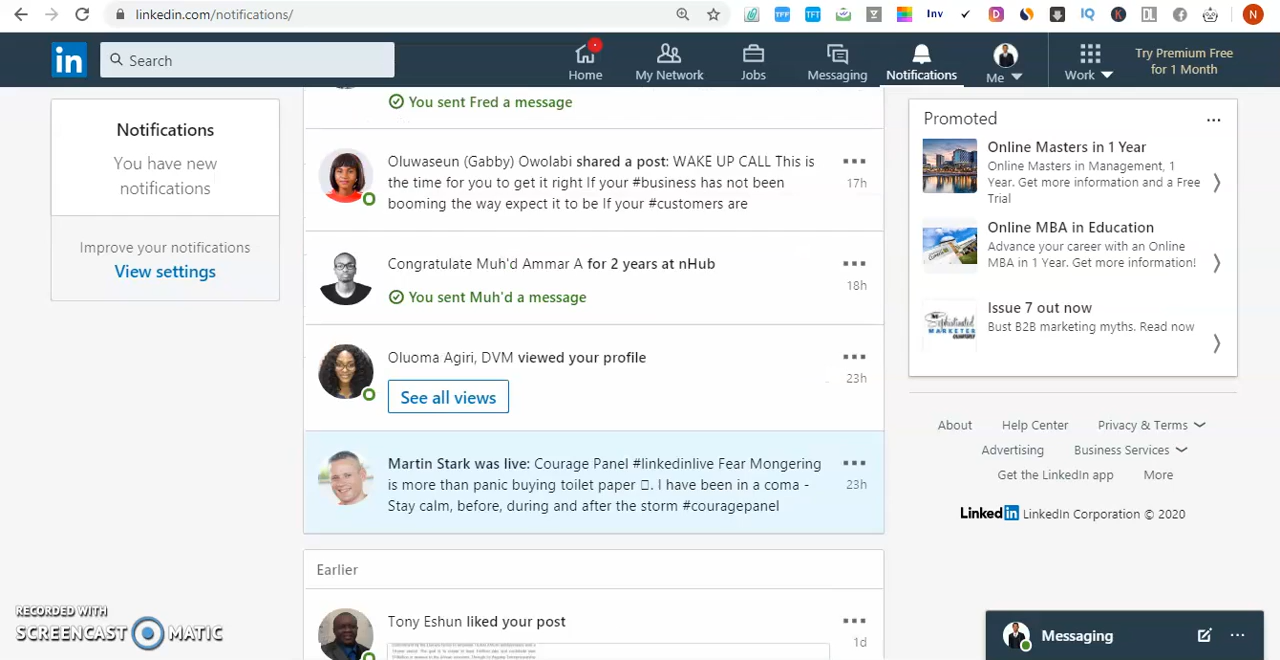 linkedin.com/notifications/
Inv
IQ
K
DL
N
in
Search
Home
My Network
Jobs
Messaging
Notifications
Me
Work
Try Premium Free
for 1 Month
Notifications
You have new
notifications
Improve your notifications
View settings
You sent Fred a message
Oluwaseun (Gabby) Owolabi shared a post: WAKE UP CALL This is
the time for you to get it right If your #business has not been
booming the way expect it to be If your #customers are
17h
Congratulate Muh'd Ammar A for 2 years at nHub
18h
You sent Muh'd a message
Oluoma Agiri, DVM viewed your profile
23h
See all views
Martin Stark was live: Courage Panel #linkedinlive Fear Mongering
is more than panic buying toilet paper □. I have been in a coma -
Stay calm, before, during and after the storm #couragepanel
23h
Earlier
Tony Eshun liked your post
1d
Promoted
Online Masters in 1 Year
Online Masters in Management, 1
Year. Get more information and a Free
Trial
Online MBA in Education
Advance your career with an Online
MBA in 1 Year. Get more information!
Issue 7 out now
Bust B2B marketing myths. Read now
About Help Center Privacy & Terms
Advertising Business Services
Get the LinkedIn app More
LinkedIn LinkedIn Corporation © 2020
RECORDED WITH
SCREENCAST MATIC
Messaging